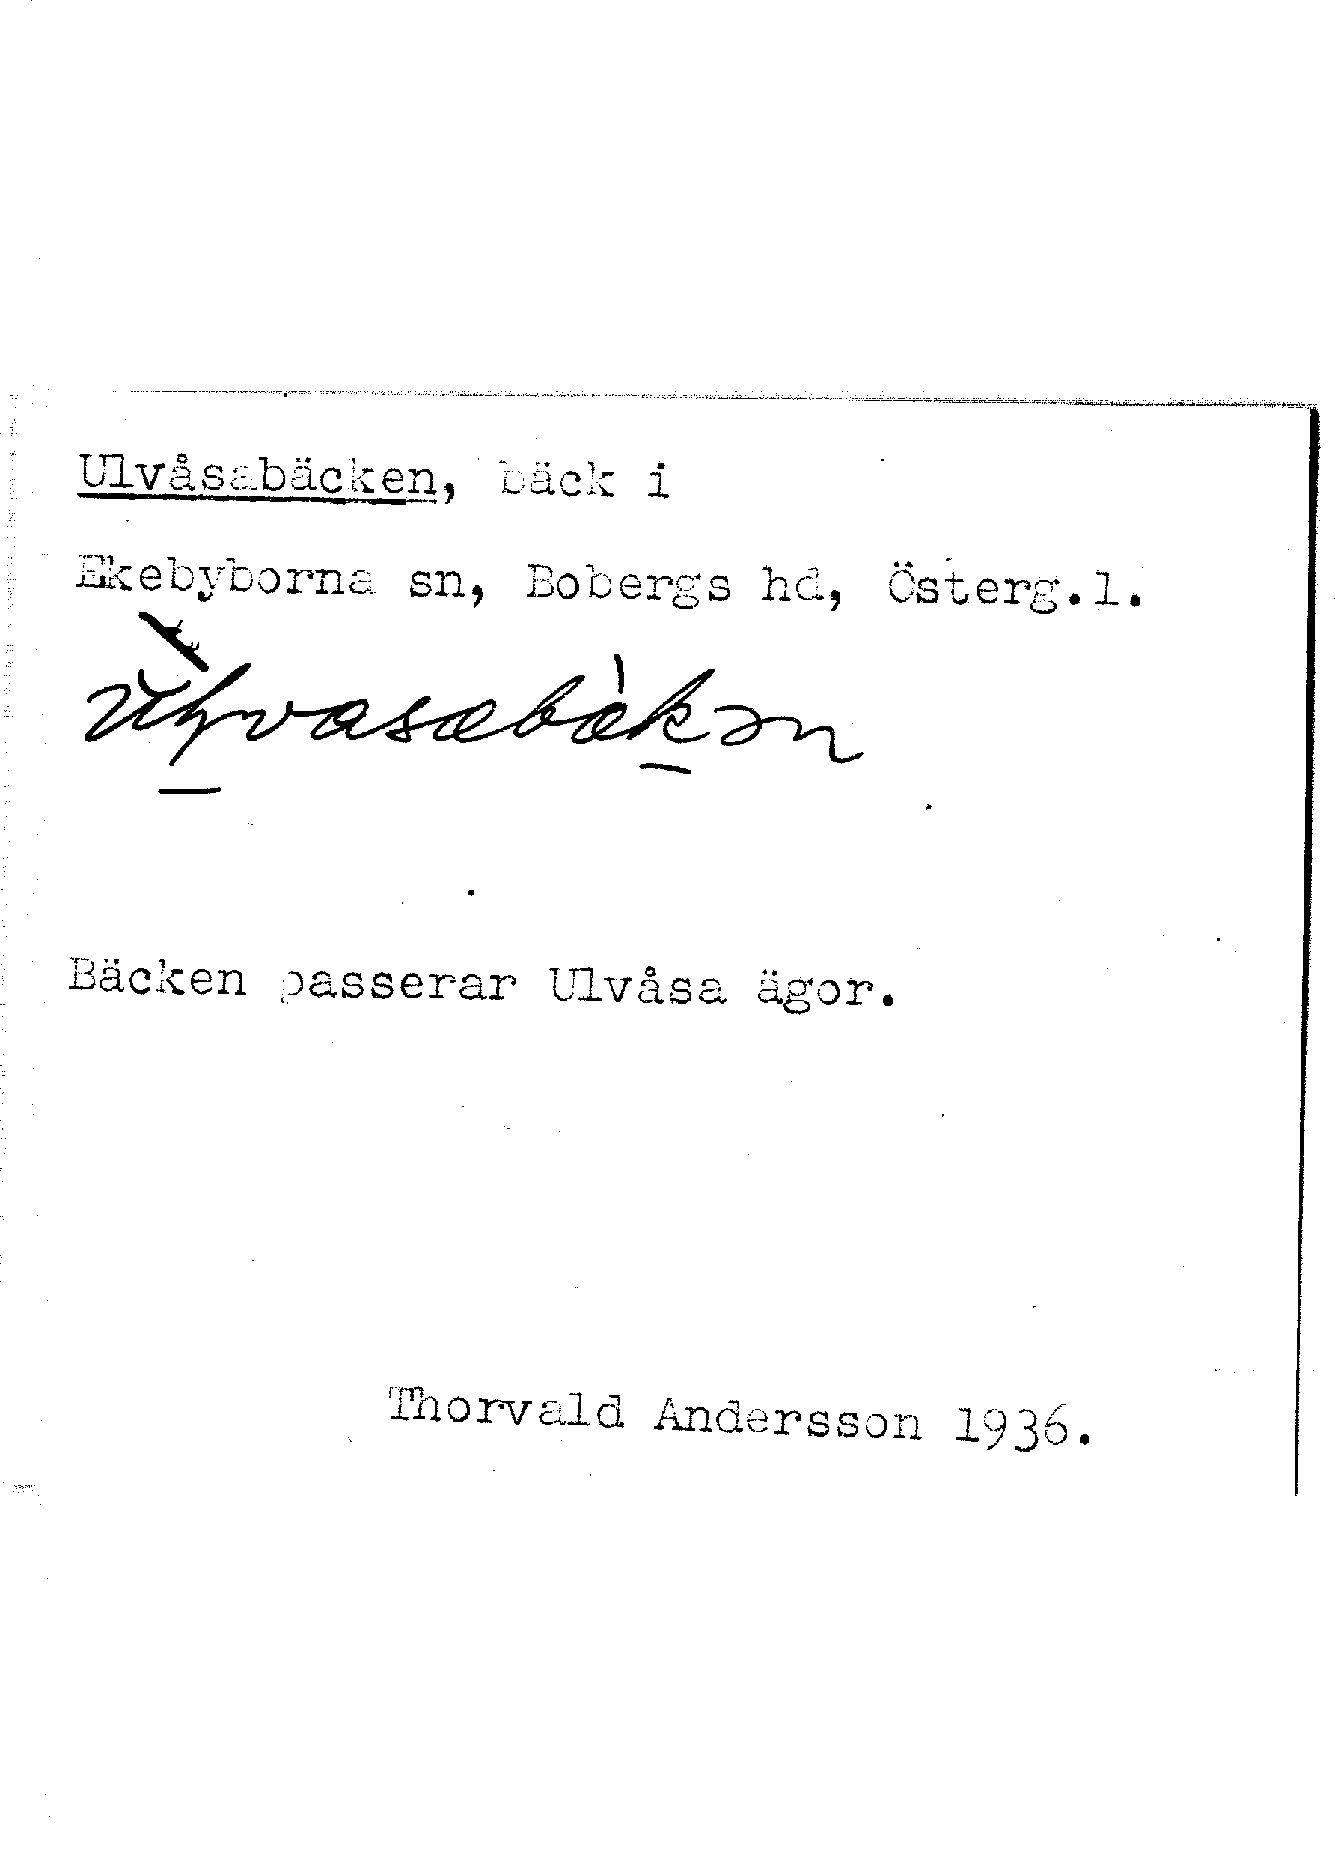 Ulvåsabäcken, bäck i
Ekebyborna sn, Bobergs hd, Österg.l.
Bäcken passerar Ulvåsa ägor.
Thorvald Andersson 1936.